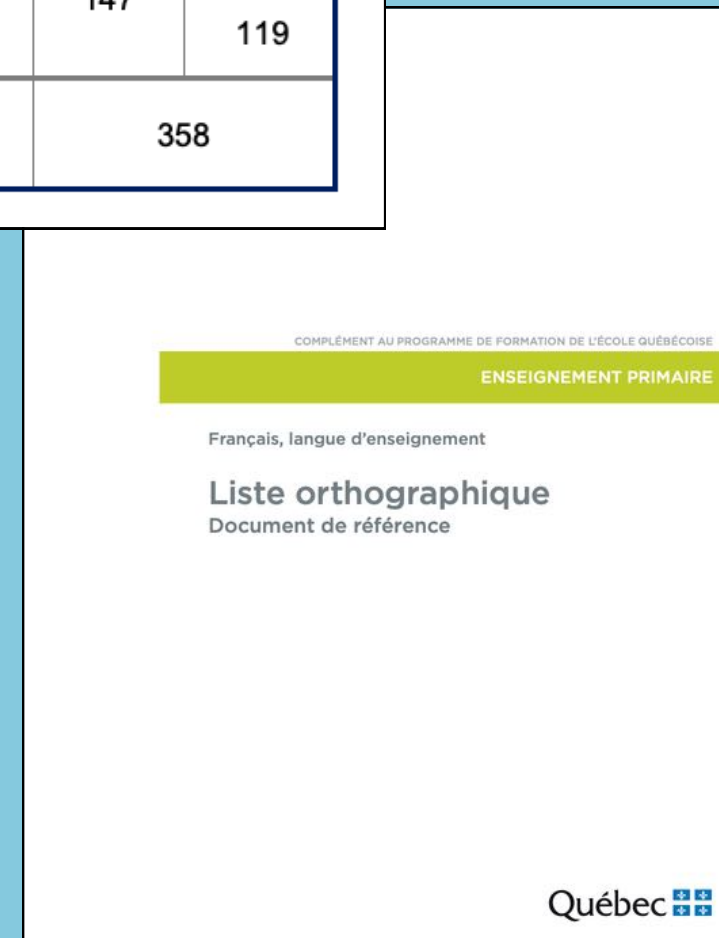 147
119
358
COMPLÉMENT AU PROGRAMME DE FORMATION DE L'ÉCOLE QUÉBÉCOISE
ENSEIGNEMENT PRIMAIRE
Français, langue d'enseignement
Liste orthographique
Document de référence
Québec